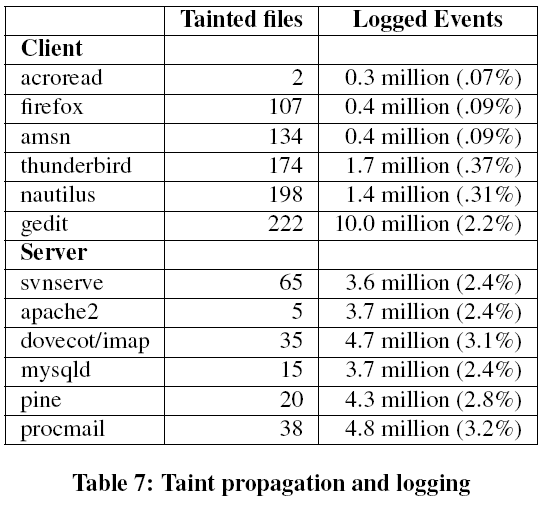 Tainted files Logged Events
Client
acroread 2 0.3 million (.07%)
firefox 107 0.4 million (.09%)
amsn 134 0.4 million (.09%)
thunderbird 174 1.7 million (.37%)
nautilus 198 1.4 million (.31%)
gedit 222 10.0 million (2.2%)
Server
svnserve 65 3.6 million (2.4%)
apache2 5 3.7 million (2.4%)
dovecot/imap 35 4.7 million (3.1%)
mysqld 15 3.7 million (2.4%)
pine 20 4.3 million (2.8%)
procmail 38 4.8 million (3.2%)
Table 7: Taint propagation and logging